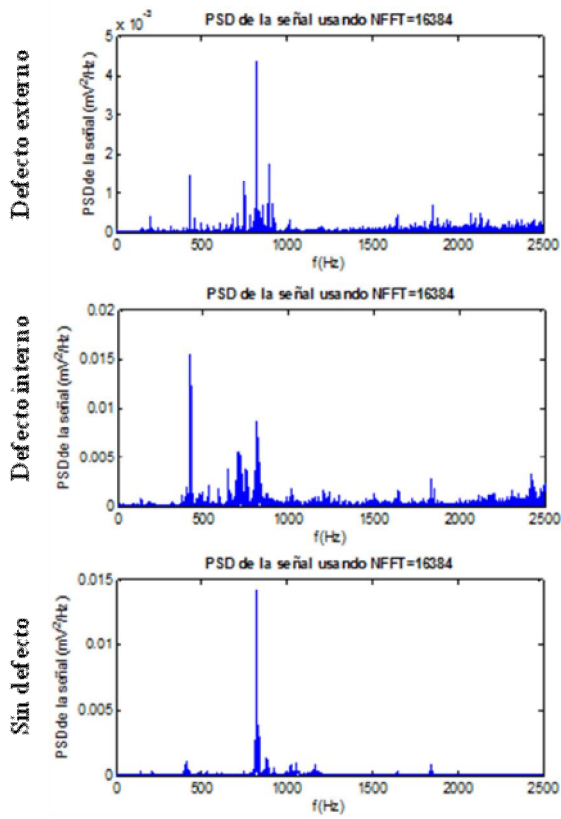 PSD de la señal usando NFFT=16384
x 10⁻³
5
4
3
2
1
0
PSD de la señal (mV²/Hz)
0 500 1000 1500 2000 2500
f(Hz)
Defecto externo
PSD de la señal usando NFFT=16384
0.02
0.015
0.01
0.005
0
PSD de la señal (mV²/Hz)
0 500 1000 1500 2000 2500
f(Hz)
Defecto interno
PSD de la señal usando NFFT=16384
0.015
0.01
0.005
0
PSD de la señal (mV²/Hz)
0 500 1000 1500 2000 2500
f(Hz)
Sin defecto